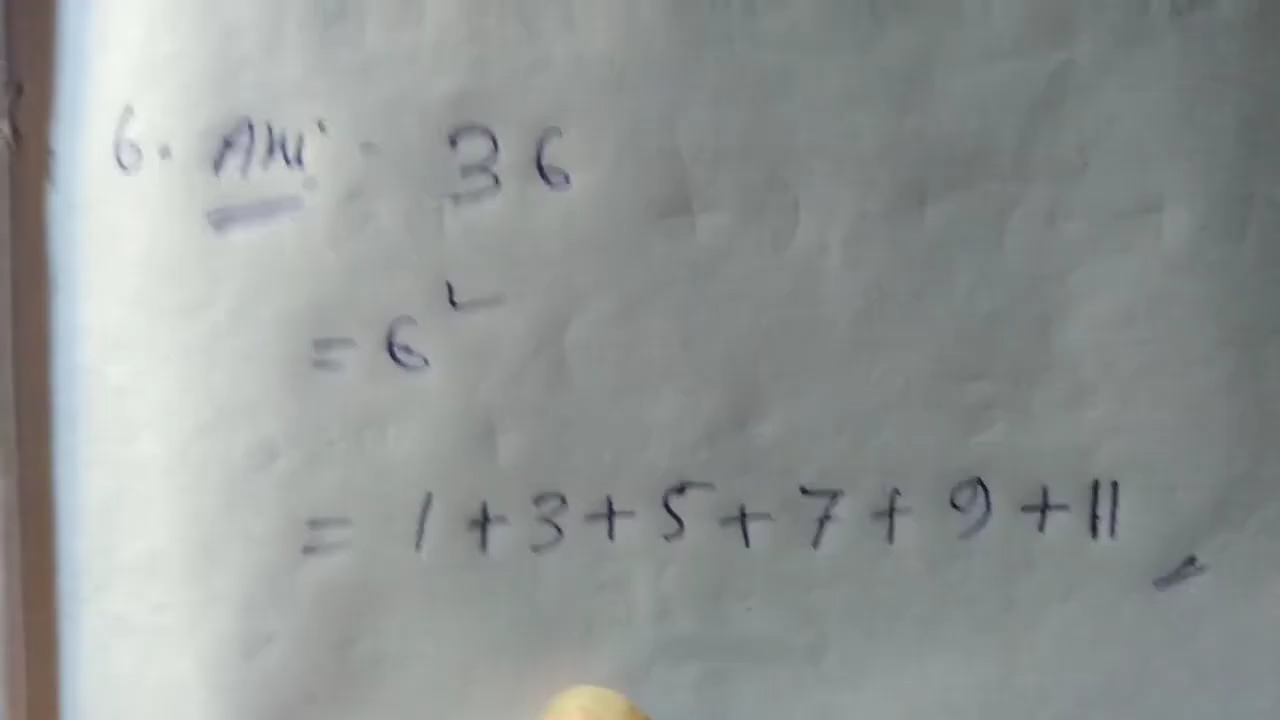 6. Ans: 36
= 6²
= 1 + 3 + 5 + 7 + 9 + 11